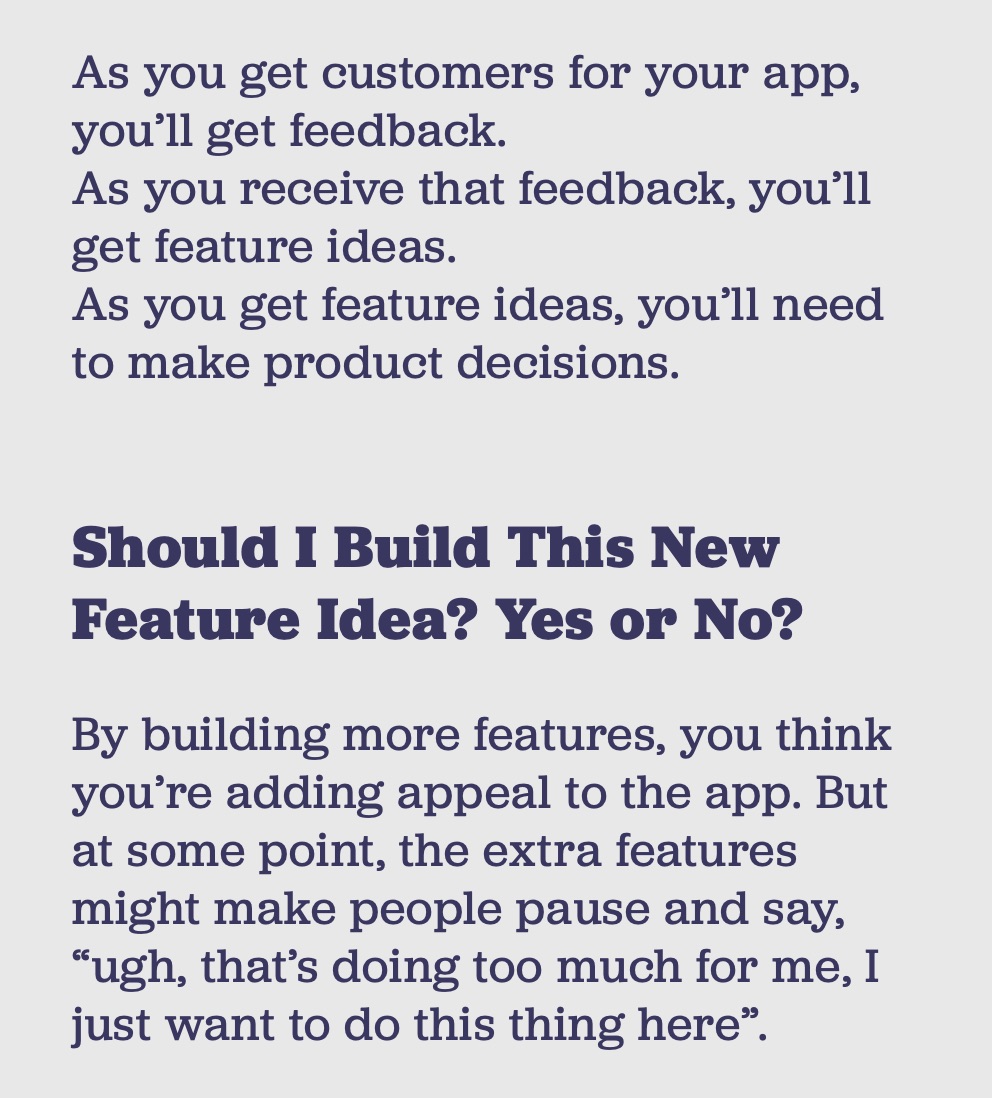 As you get customers for your app,
you’ll get feedback.
As you receive that feedback, you’ll
get feature ideas.
As you get feature ideas, you’ll need
to make product decisions.
Should I Build This New
Feature Idea? Yes or No?
By building more features, you think
you’re adding appeal to the app. But
at some point, the extra features
might make people pause and say,
“ugh, that’s doing too much for me, I
just want to do this thing here”.